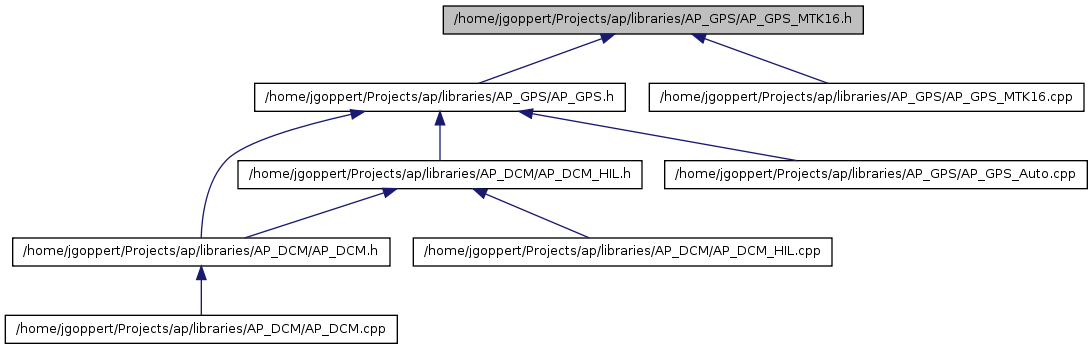 /home/jgoppert/Projects/ap/libraries/AP_GPS/AP_GPS_MTK16.h
/home/jgoppert/Projects/ap/libraries/AP_GPS/AP_GPS.h
/home/jgoppert/Projects/ap/libraries/AP_GPS/AP_GPS_MTK16.cpp
/home/jgoppert/Projects/ap/libraries/AP_DCM/AP_DCM_HIL.h
/home/jgoppert/Projects/ap/libraries/AP_GPS/AP_GPS_Auto.cpp
/home/jgoppert/Projects/ap/libraries/AP_DCM/AP_DCM.h
/home/jgoppert/Projects/ap/libraries/AP_DCM/AP_DCM_HIL.cpp
/home/jgoppert/Projects/ap/libraries/AP_DCM/AP_DCM.cpp